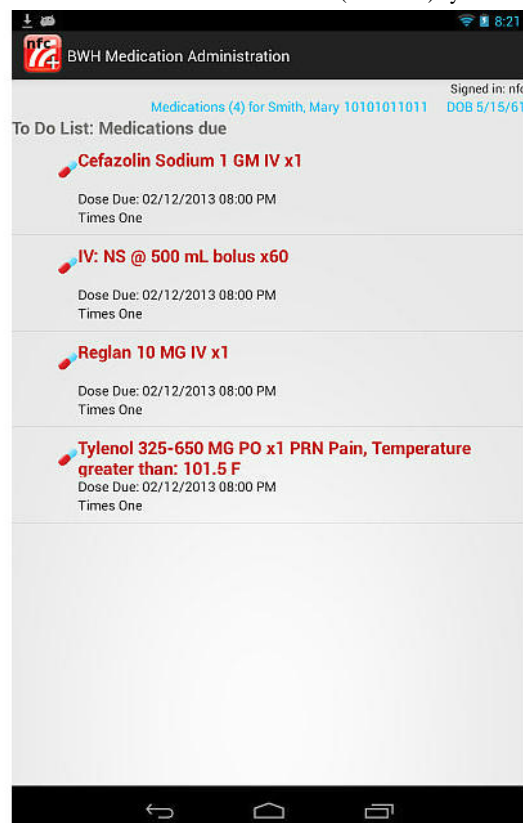 8:21
nfc
BWH Medication Administration
Signed in: nfc
Medications (4) for Smith, Mary 10101011011 DOB 5/15/61
To Do List: Medications due
Cefazolin Sodium 1 GM IV x1
Dose Due: 02/12/2013 08:00 PM
Times One
IV: NS @ 500 mL bolus x60
Dose Due: 02/12/2013 08:00 PM
Times One
Reglan 10 MG IV x1
Dose Due: 02/12/2013 08:00 PM
Times One
Tylenol 325-650 MG PO x1 PRN Pain, Temperature
greater than: 101.5 F
Dose Due: 02/12/2013 08:00 PM
Times One